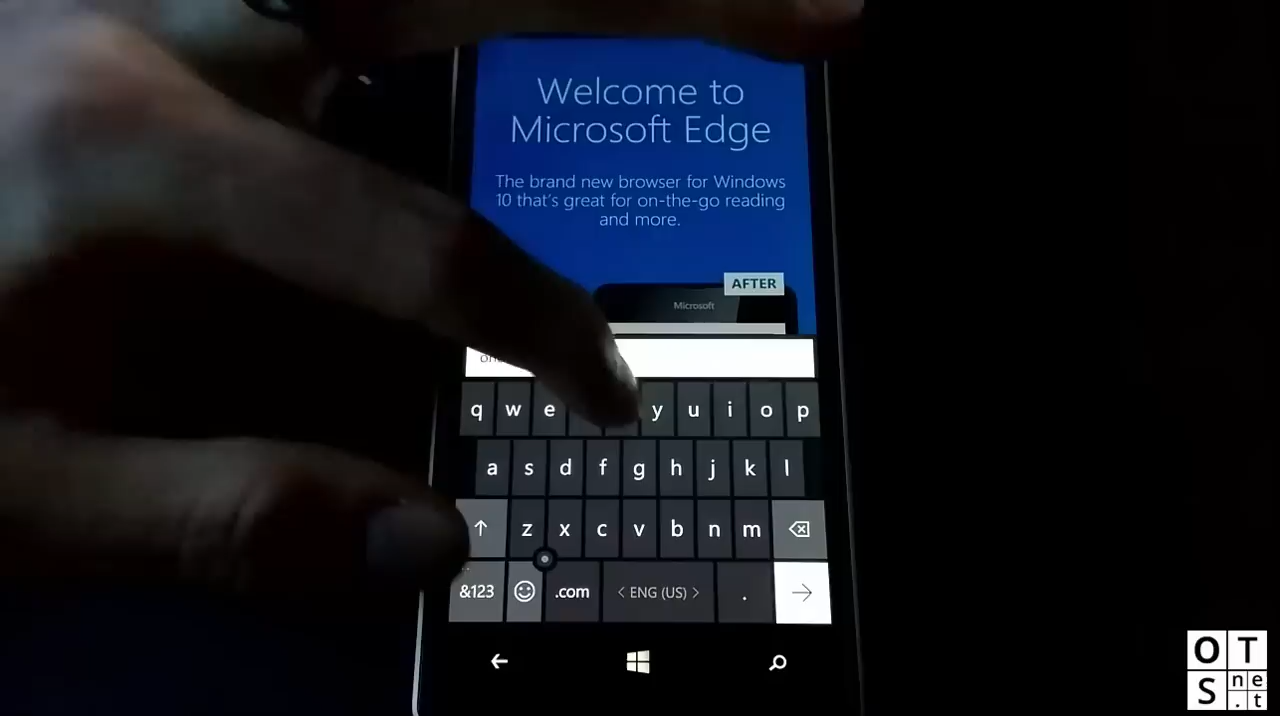 Welcome to
Microsoft Edge
The brand new browser for Windows
10 that's great for on-the-go reading
and more.
AFTER
Microsoft
q w e y u i o p
a s d f g h j k l
↑ z x c v b n m
&123 .com < ENG (US) > . →
O T
S ne
.t